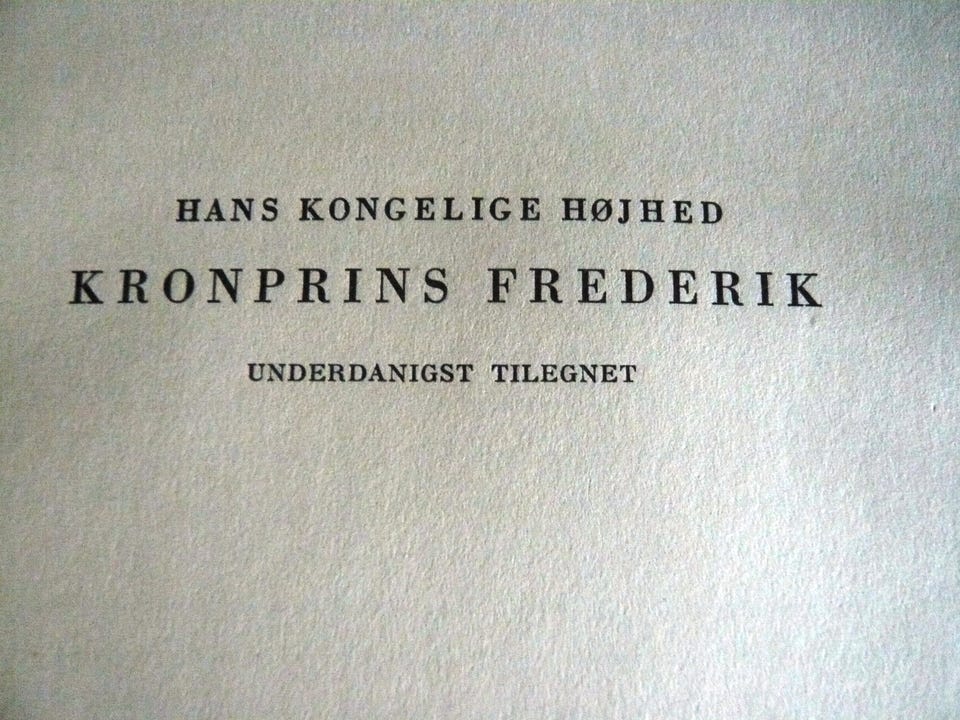 HANS KONGELIGE HØJHED
KRONPRINS FREDERIK
UNDERDANIGST TILEGNET